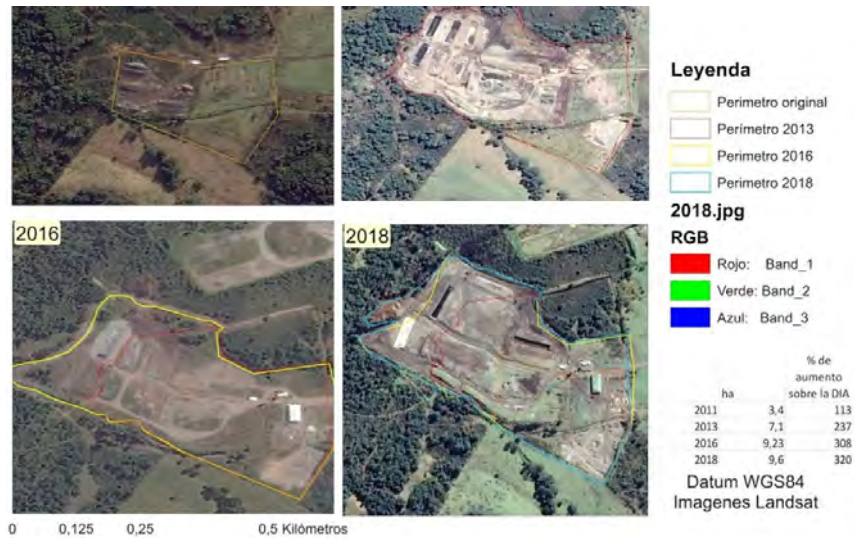 Leyenda
Perimetro original
Perímetro 2013
Perimetro 2016
Perimetro 2018
2018.jpg
RGB
Rojo: Band_1
Verde: Band_2
Azul: Band_3
2016
2018
% de
aumento
ha sobre la DIA
2011 3,4 113
2013 7,1 237
2016 9,23 308
2018 9,6 320
Datum WGS84
Imagenes Landsat
0 0,125 0,25 0,5 Kilómetros